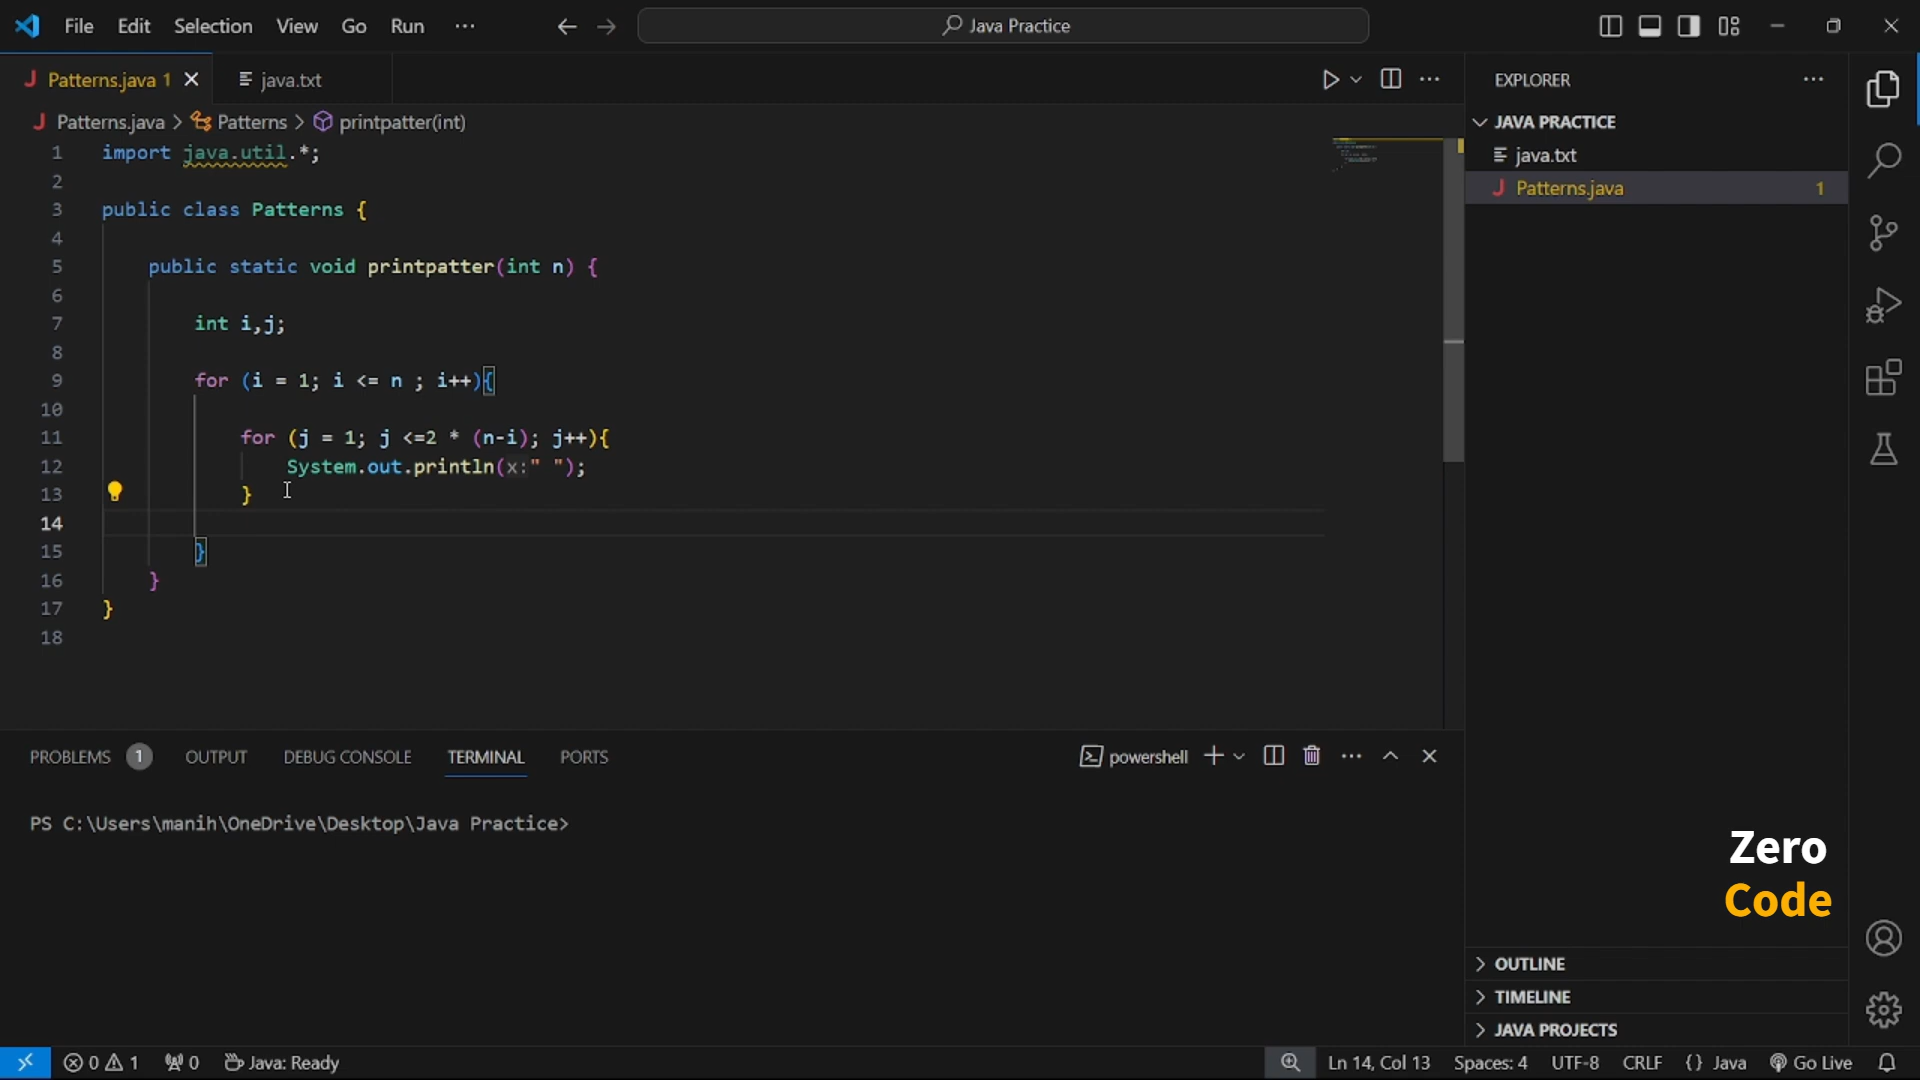 File Edit Selection View Go Run ··· Java Practice
Patterns.java 1 java.txt
Patterns.java > Patterns > printpatter(int)
1 import java.util.*;
2
3 public class Patterns {
4
5 public static void printpatter(int n) {
6
7 int i,j;
8
9 for (i = 1; i <= n ; i++){
10
11 for (j = 1; j <=2 * (n-i); j++){
12 System.out.println(x:" ");
13 }
14
15 }
16 }
17 }
18
EXPLORER
JAVA PRACTICE
java.txt
Patterns.java 1
PROBLEMS 1 OUTPUT DEBUG CONSOLE TERMINAL PORTS powershell
PS C:\Users\manih\OneDrive\Desktop\Java Practice>
Zero
Code
OUTLINE
TIMELINE
JAVA PROJECTS
0 1 0 Java: Ready Ln 14, Col 13 Spaces: 4 UTF-8 CRLF {} Java Go Live